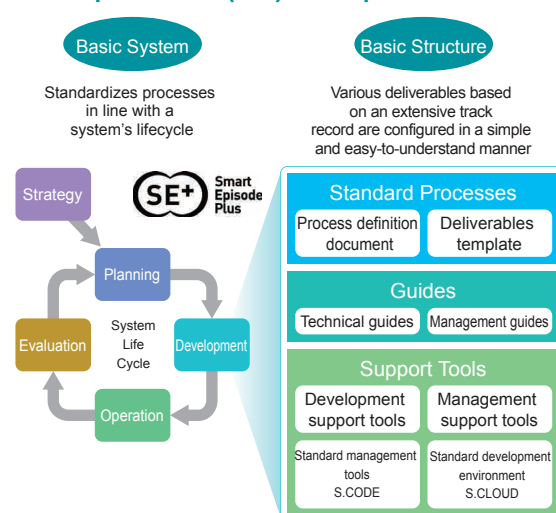 Basic System
Standardizes processes
in line with a
system's lifecycle
Strategy
SE+
Smart
Episode
Plus
Planning
Evaluation
System
Life
Cycle
Development
Operation
Basic Structure
Various deliverables based
on an extensive track
record are configured in a simple
and easy-to-understand manner
Standard Processes
Process definition
document
Deliverables
template
Guides
Technical guides
Management guides
Support Tools
Development
support tools
Management
support tools
Standard management
tools
S.CODE
Standard development
environment
S.CLOUD